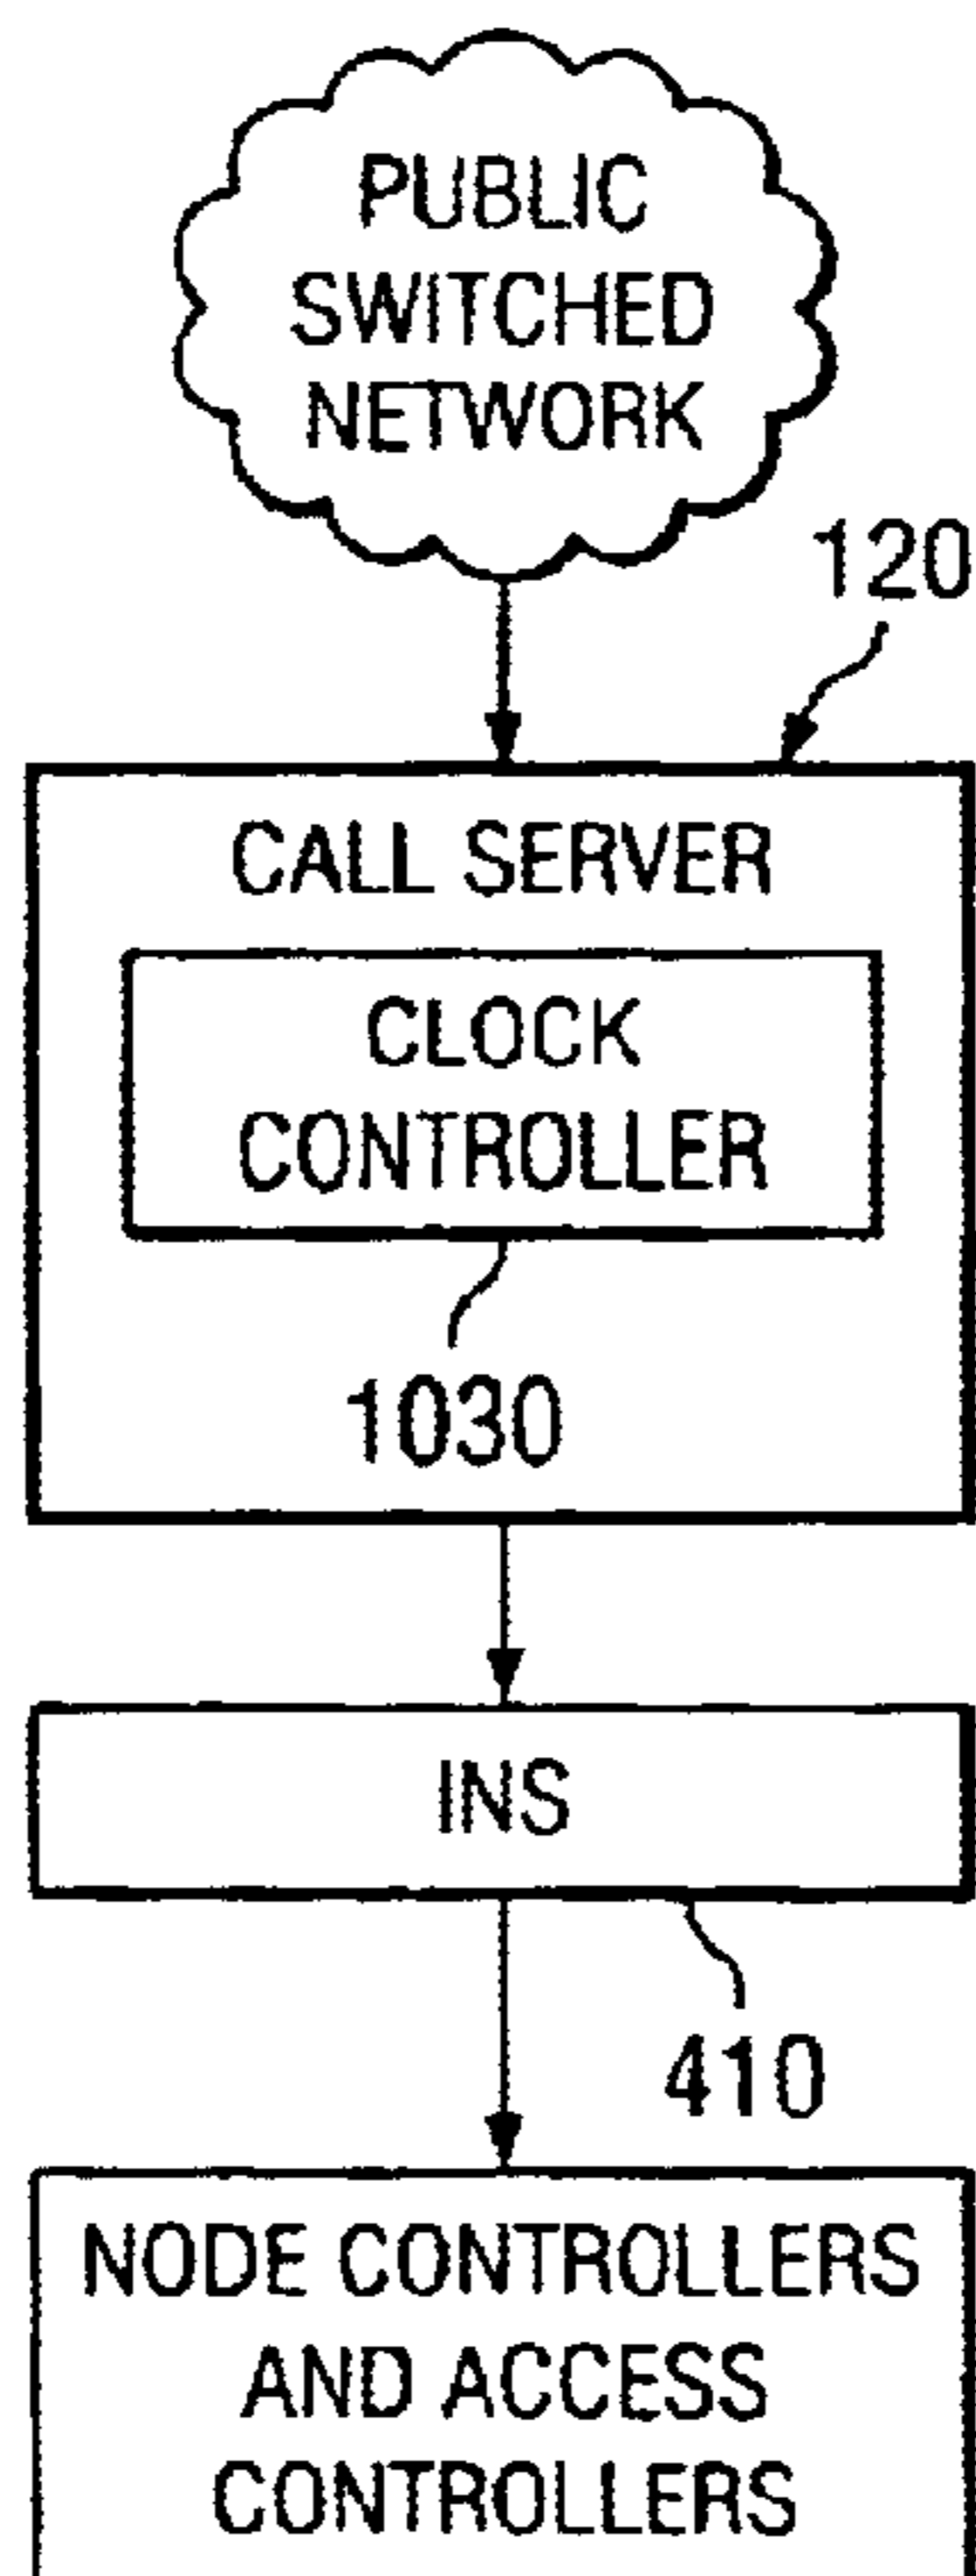 PUBLIC
SWITCHED
NETWORK
120
CALL SERVER
CLOCK
CONTROLLER
1030
INS
410
NODE CONTROLLERS
AND ACCESS
CONTROLLERS